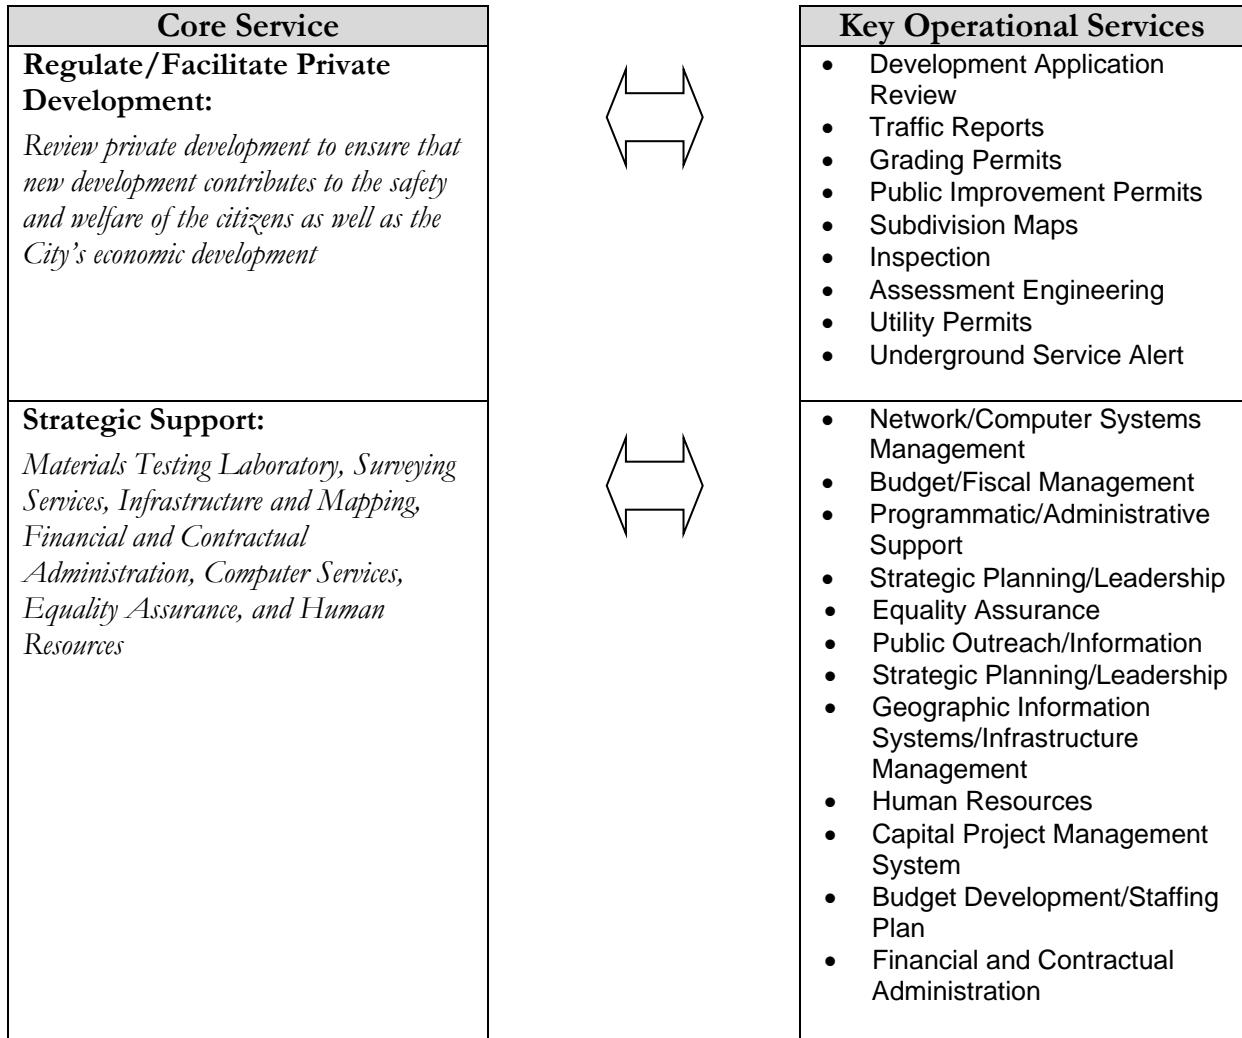 Core Service
Regulate/Facilitate Private
Development:
Review private development to ensure that
new development contributes to the safety
and welfare of the citizens as well as the
City’s economic development
Key Operational Services
• Development Application
Review
• Traffic Reports
• Grading Permits
• Public Improvement Permits
• Subdivision Maps
• Inspection
• Assessment Engineering
• Utility Permits
• Underground Service Alert
Strategic Support:
Materials Testing Laboratory, Surveying
Services, Infrastructure and Mapping,
Financial and Contractual
Administration, Computer Services,
Equality Assurance, and Human
Resources
• Network/Computer Systems
Management
• Budget/Fiscal Management
• Programmatic/Administrative
Support
• Strategic Planning/Leadership
• Equality Assurance
• Public Outreach/Information
• Strategic Planning/Leadership
• Geographic Information
Systems/Infrastructure
Management
• Human Resources
• Capital Project Management
System
• Budget Development/Staffing
Plan
• Financial and Contractual
Administration